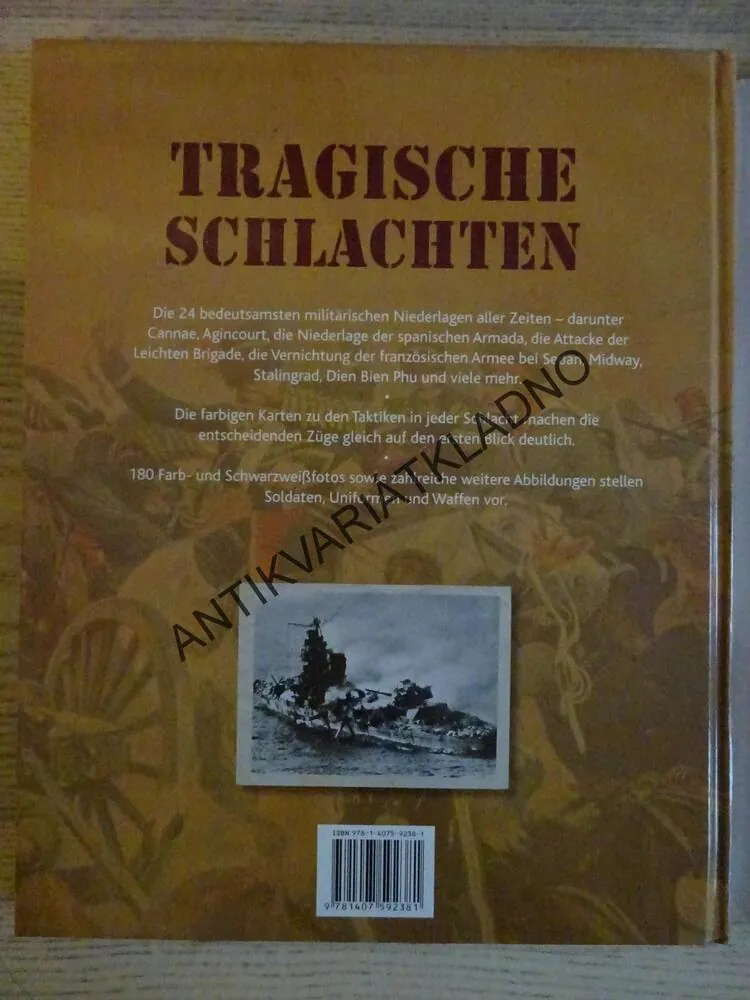 TRAGISCHE
SCHLACHTEN
Die 24 bedeutsamsten militärischen Niederlagen aller Zeiten – darunter
Cannae, Agincourt, die Niederlage der spanischen Armada, die Attacke der
Leichten Brigade, die Vernichtung der französischen Armee bei Sedan, Midway,
Stalingrad, Dien Bien Phu und viele mehr.
Die farbigen Karten zu den Taktiken in jeder Schlacht machen die
entscheidenden Züge gleich auf den ersten Blick deutlich.
180 Farb- und Schwarzweißfotos sowie zahlreiche weitere Abbildungen stellen
Soldaten, Uniformen und Waffen vor.
ANTIKVARIATKLADNO
ISBN 978-1-4075-9238-1
9 781407 592381